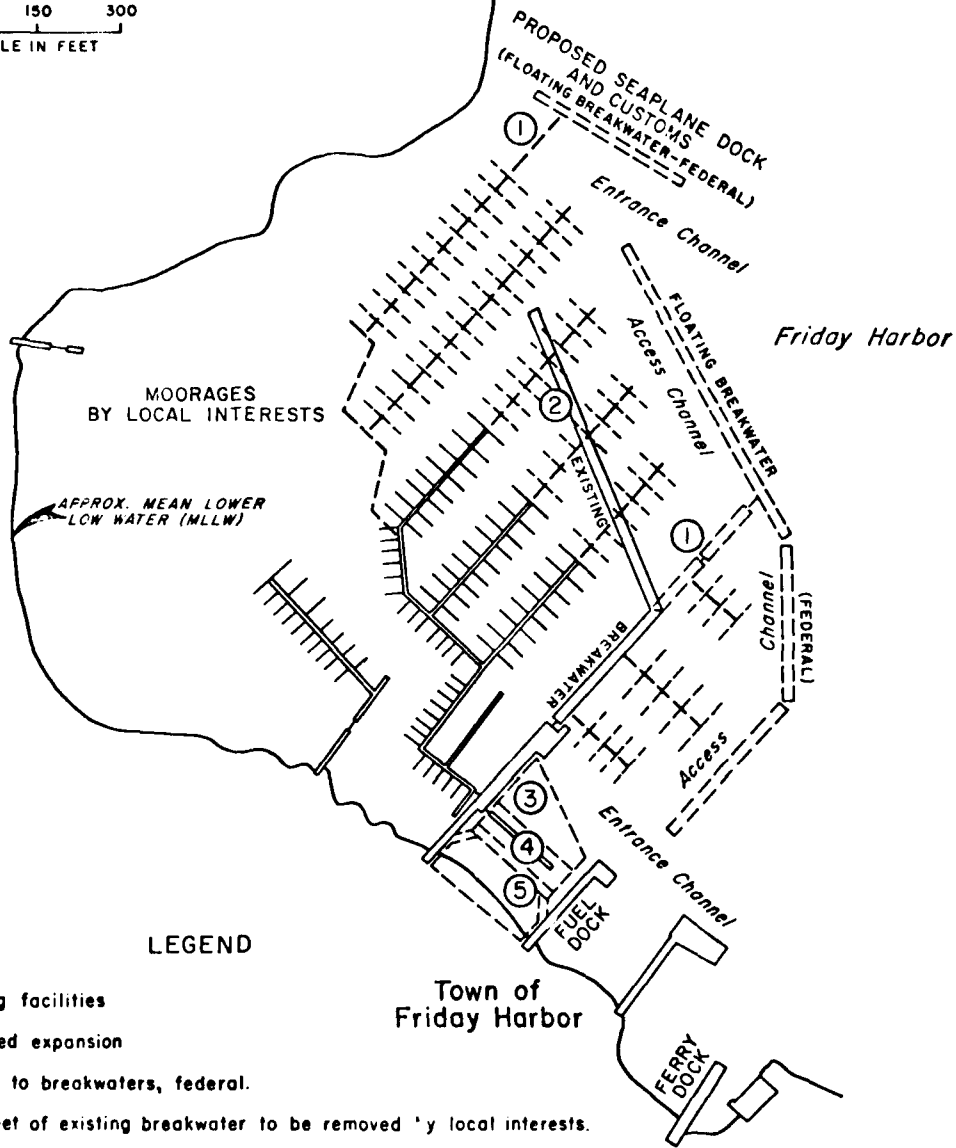 150 300
LE IN FEET
PROPOSED SEAPLANE DOCK
AND CUSTOMS
(FLOATING BREAKWATER-FEDERAL)
1
Entrance Channel
FLOATING BREAKWATER
Access Channel
Friday Harbor
MOORAGES
BY LOCAL INTERESTS
2
EXISTING
APPROX. MEAN LOWER
LOW WATER (MLLW)
1
BREAKWATER
Channel
(FEDERAL)
Access
3
4
5
Entrance Channel
FUEL
DOCK
LEGEND
Town of
Friday Harbor
FERRY
DOCK
g facilities
ed expansion
to breakwaters, federal.
et of existing breakwater to be removed 'y local interests.